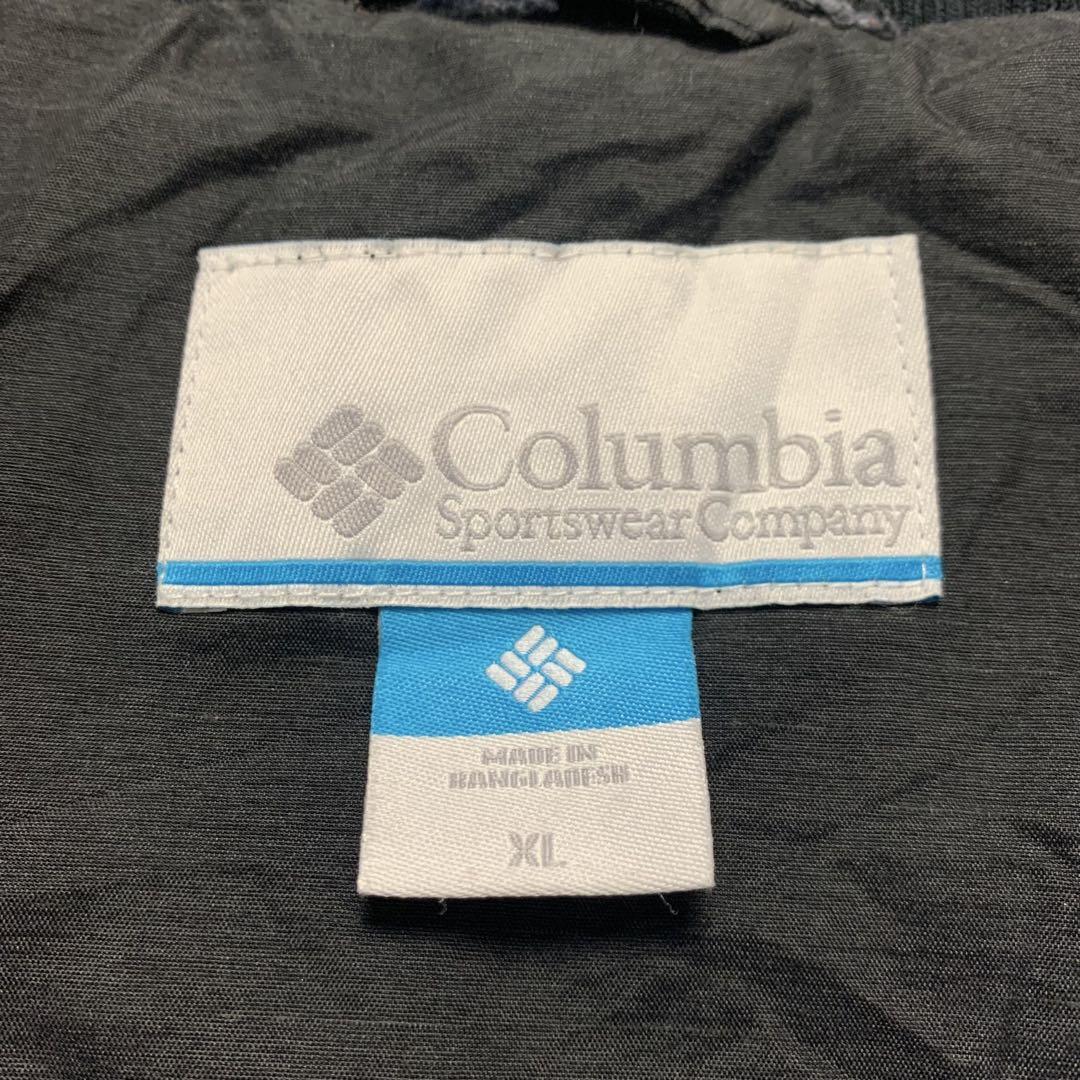 Columbia
Sportswear Company
MADE IN
BANGLADESH
XL